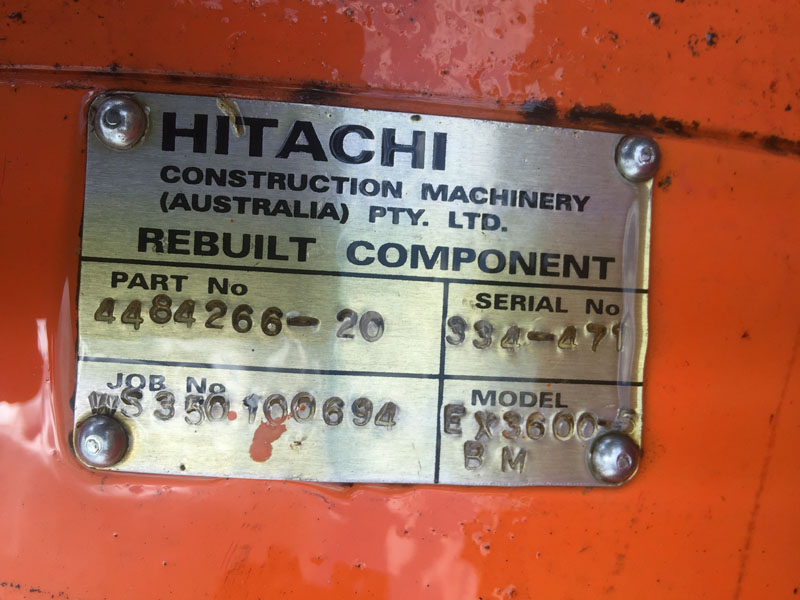 HITACHI
CONSTRUCTION MACHINERY
(AUSTRALIA) PTY. LTD.
REBUILT COMPONENT
PART No
4484266-20
SERIAL No
334-471
JOB No
WS350.100694
MODEL
EX3600-
BM